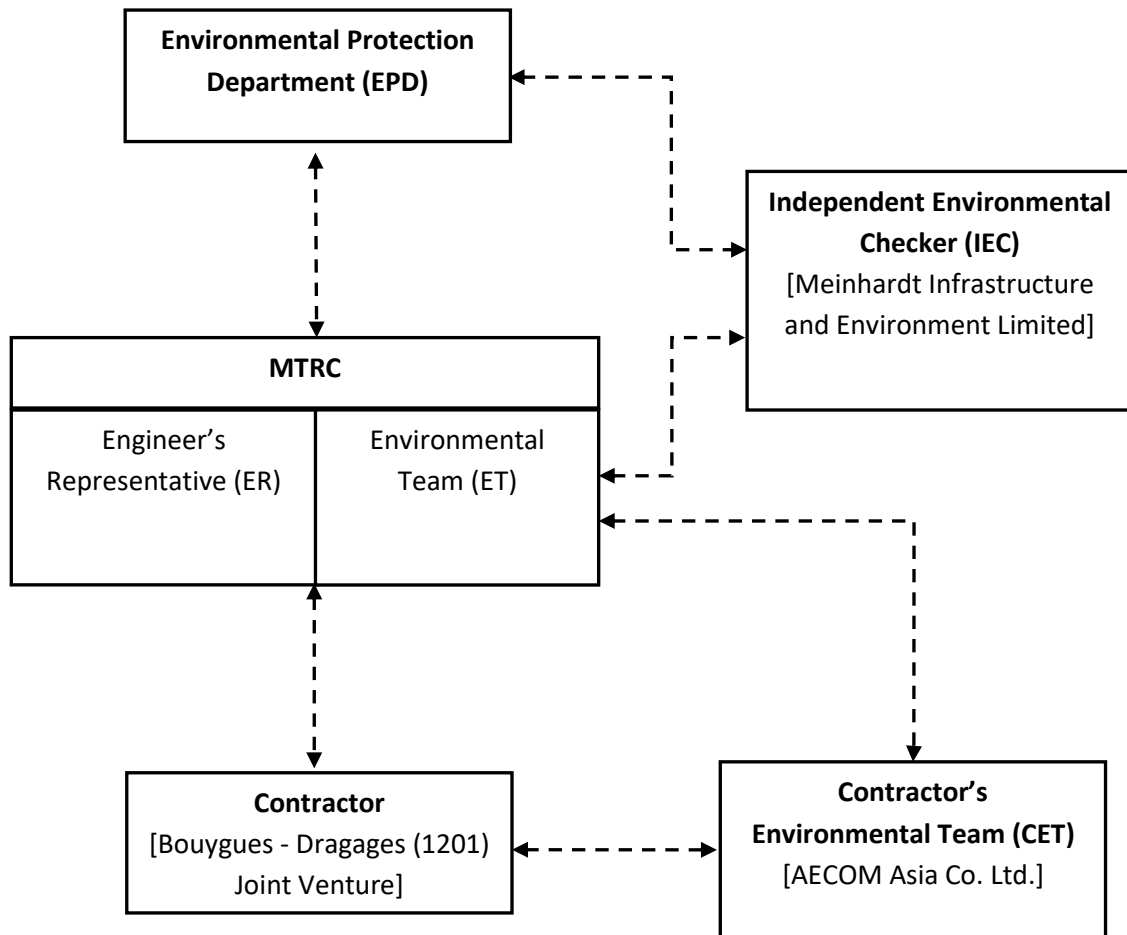 Environmental Protection
Department (EPD)
Independent Environmental
Checker (IEC)
[Meinhardt Infrastructure
and Environment Limited]
MTRC
Engineer’s
Representative (ER)
Environmental
Team (ET)
Contractor
[Bouygues - Dragages (1201)
Joint Venture]
Contractor’s
Environmental Team (CET)
[AECOM Asia Co. Ltd.]